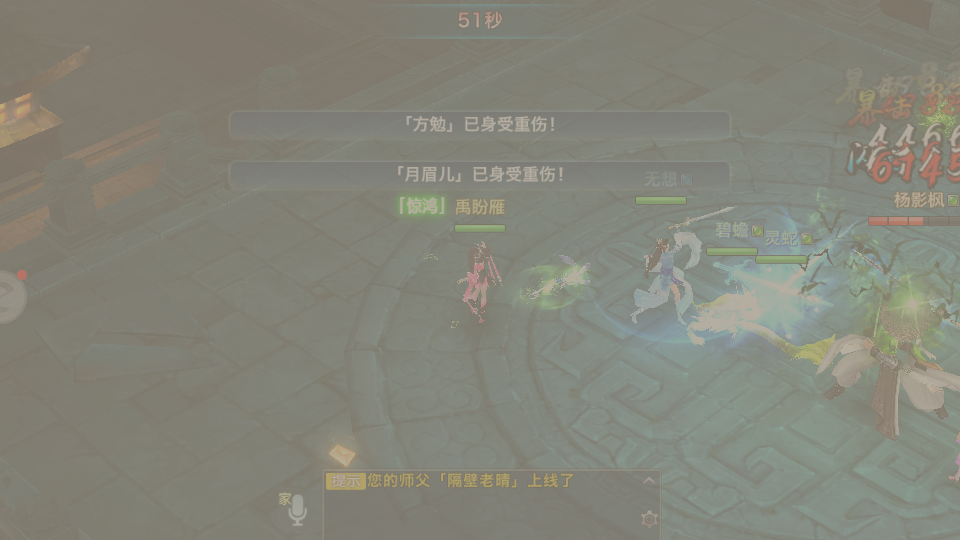 51秒
「方勉」已身受重伤！
「月眉儿」已身受重伤！
无想
「惊鸿」 禹盼雁
杨影枫
碧蟾
灵蛇
提示 您的师父「隔壁老晴」上线了
家